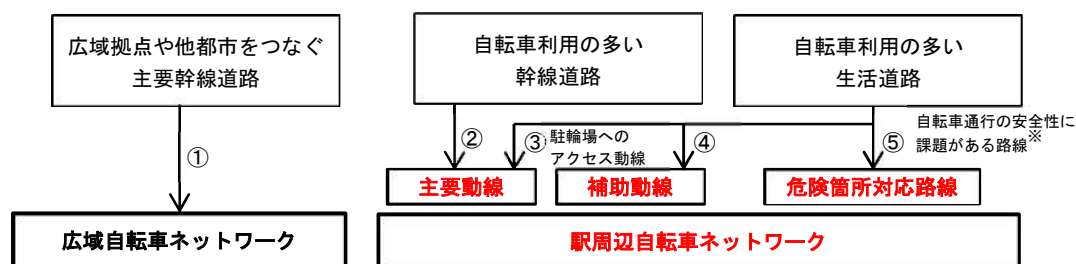 広域拠点や他都市をつなぐ
主要幹線道路
自転車利用の多い
幹線道路
自転車利用の多い
生活道路
①
②
③
駐輪場への
アクセス動線
④
⑤
自転車通行の安全性に
課題がある路線※
主要動線
補助動線
危険箇所対応路線
広域自転車ネットワーク
駅周辺自転車ネットワーク